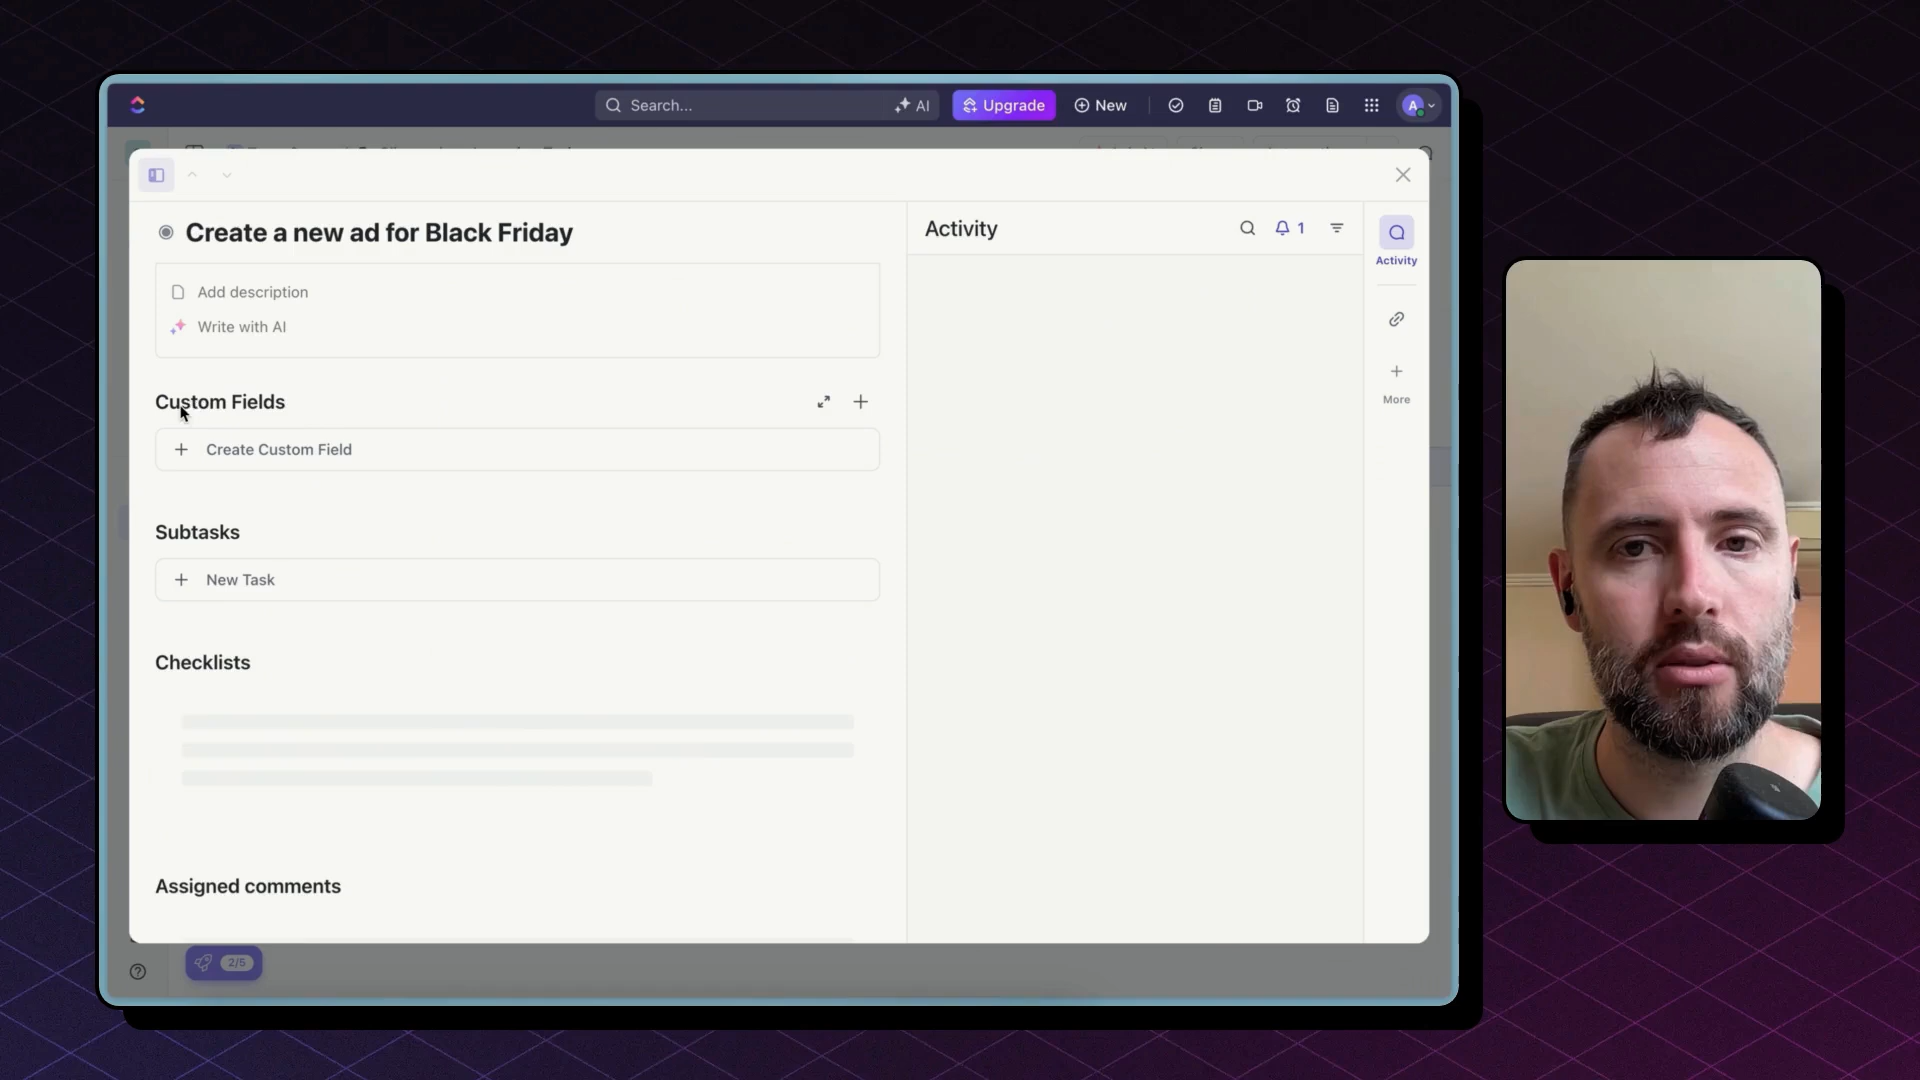 Search...
AI
Upgrade
New
A
Create a new ad for Black Friday
Add description
Write with AI
Custom Fields
Create Custom Field
Subtasks
New Task
Checklists
Assigned comments
Activity
1
Activity
More
2/5